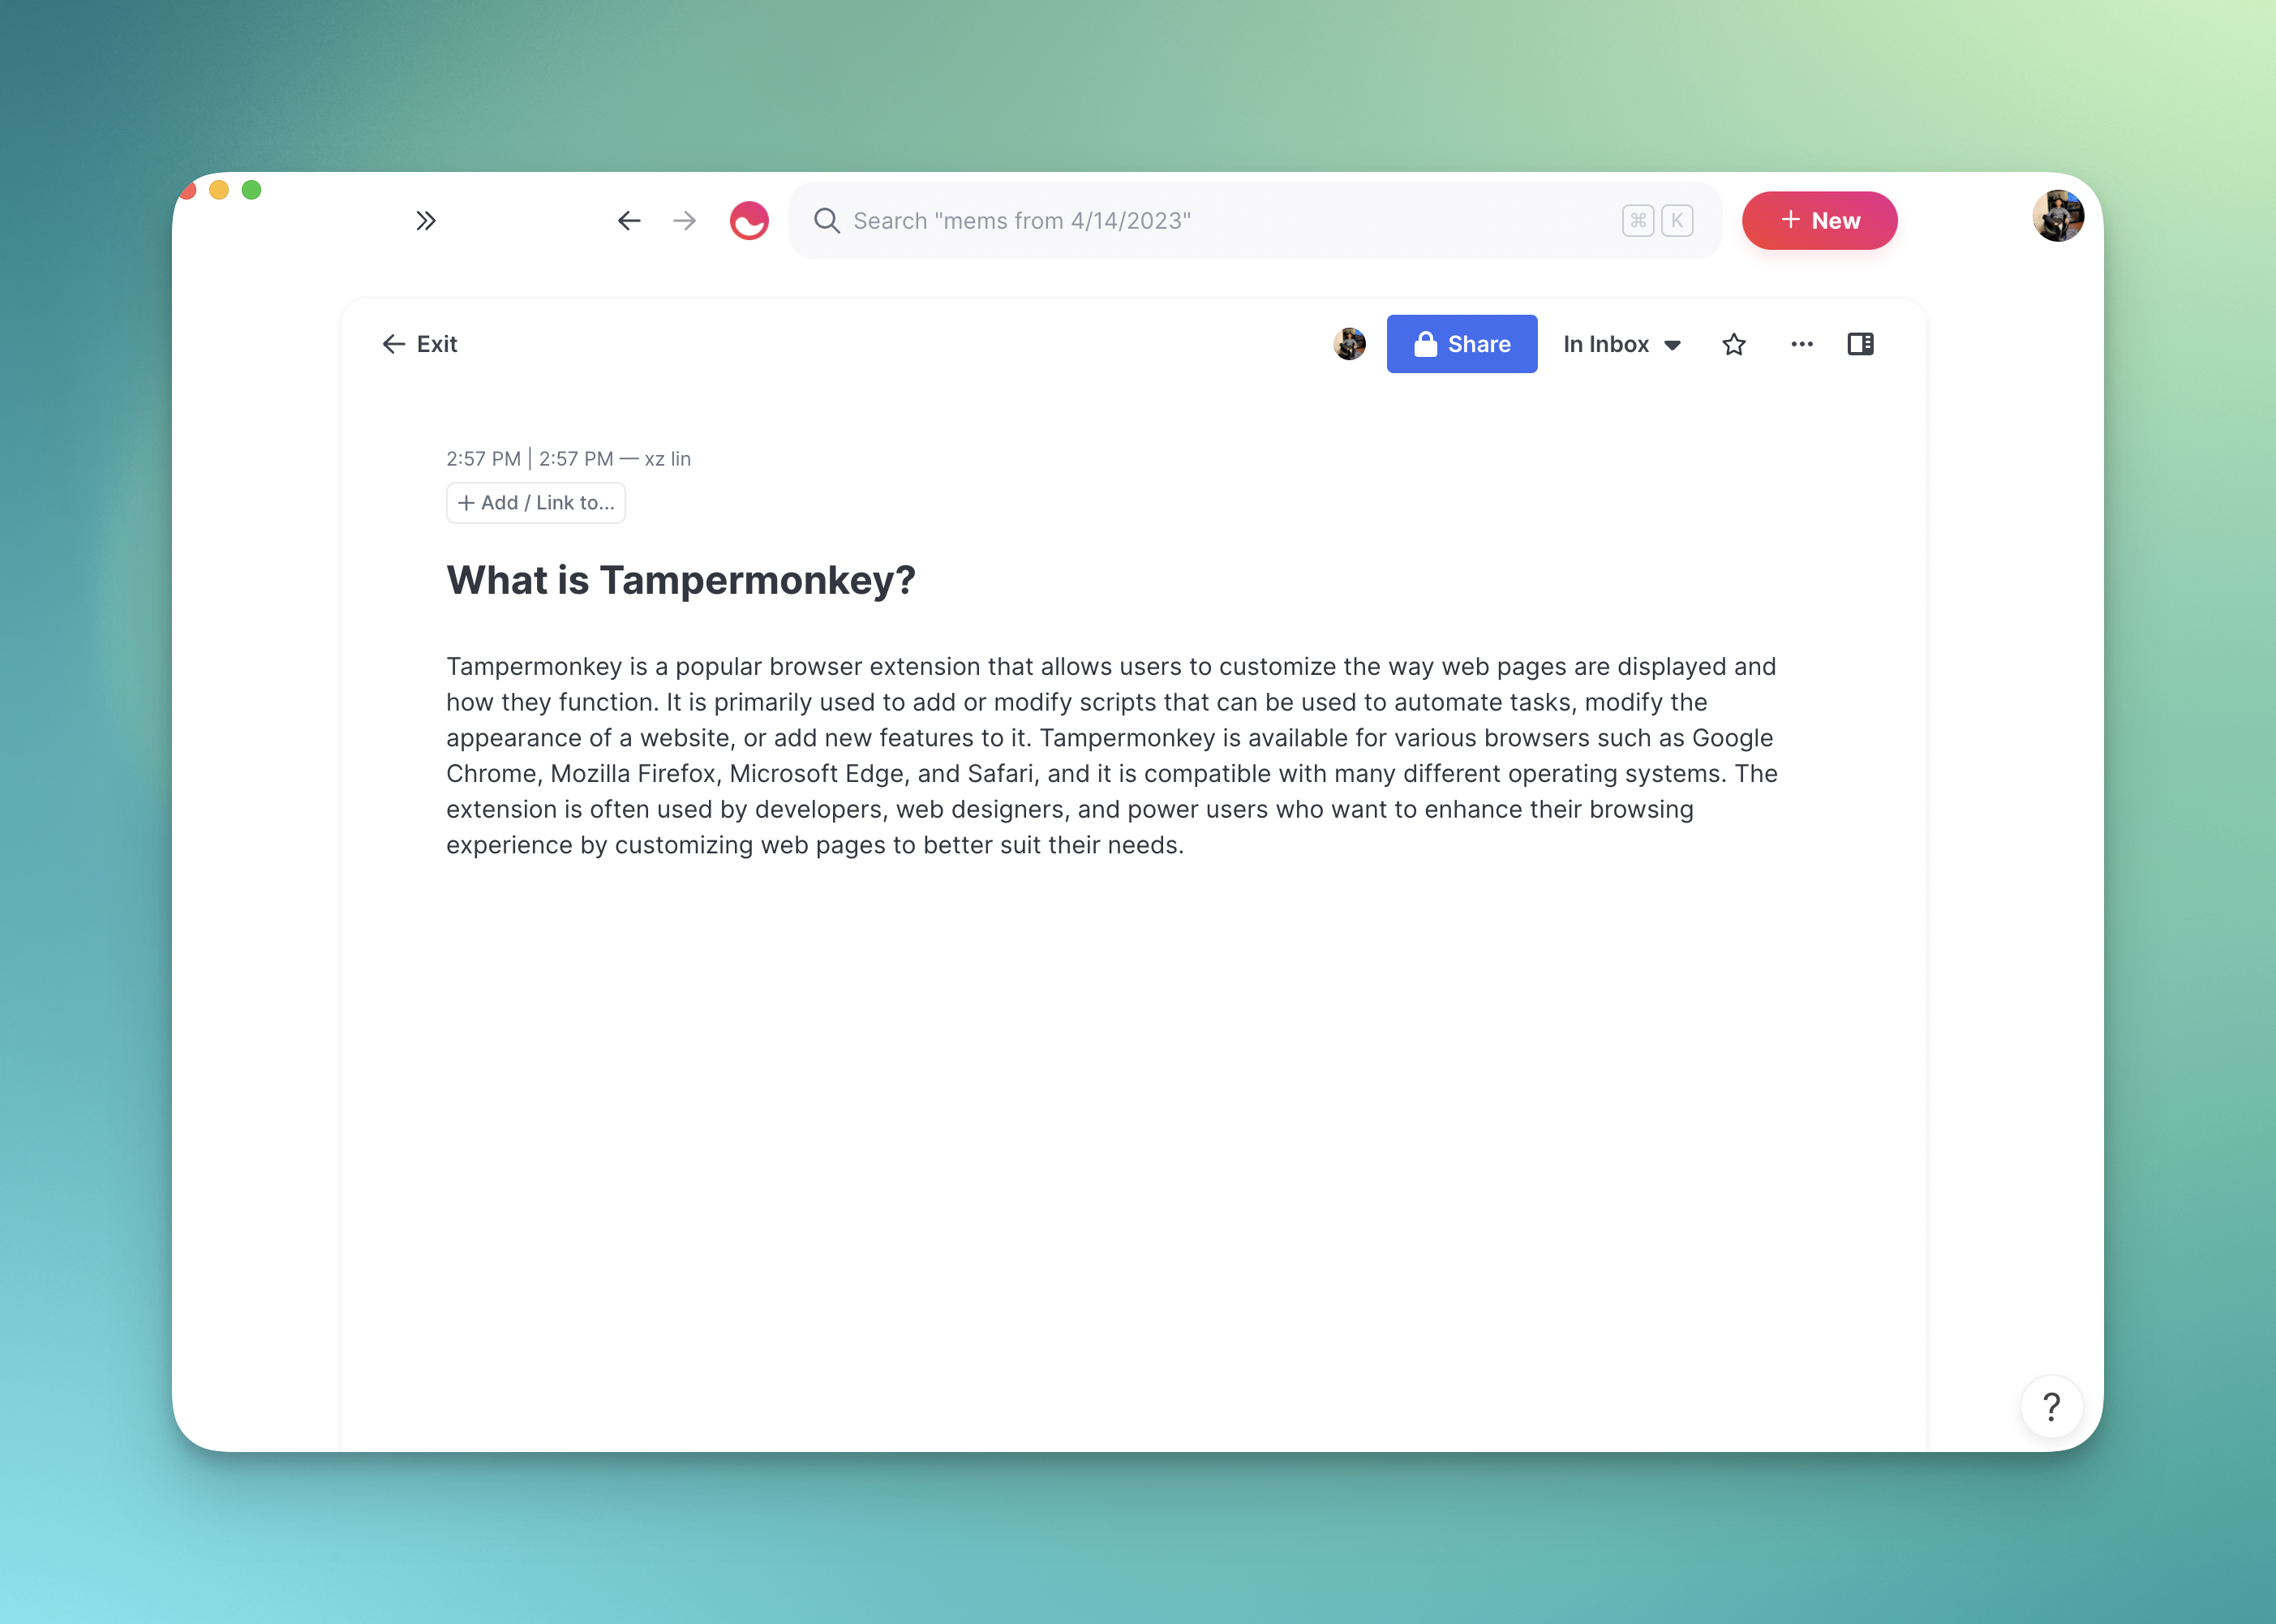 Search "mems from 4/14/2023"
⌘ K
+ New
Exit
Share
In Inbox
2:57 PM | 2:57 PM — xz lin
+ Add / Link to...
What is Tampermonkey?
Tampermonkey is a popular browser extension that allows users to customize the way web pages are displayed and
how they function. It is primarily used to add or modify scripts that can be used to automate tasks, modify the
appearance of a website, or add new features to it. Tampermonkey is available for various browsers such as Google
Chrome, Mozilla Firefox, Microsoft Edge, and Safari, and it is compatible with many different operating systems. The
extension is often used by developers, web designers, and power users who want to enhance their browsing
experience by customizing web pages to better suit their needs.
?